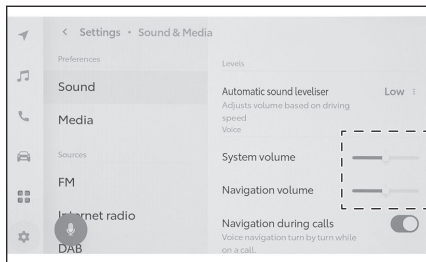 < Settings • Sound & Media
Preferences
Sound
Media
Sources
FM
Internet radio
DAB
Levels
Automatic sound leveliser
Low
Adjusts volume based on driving
speed
Voice
System volume
Navigation volume
Navigation during calls
Voice navigation turn by turn while
on a call.